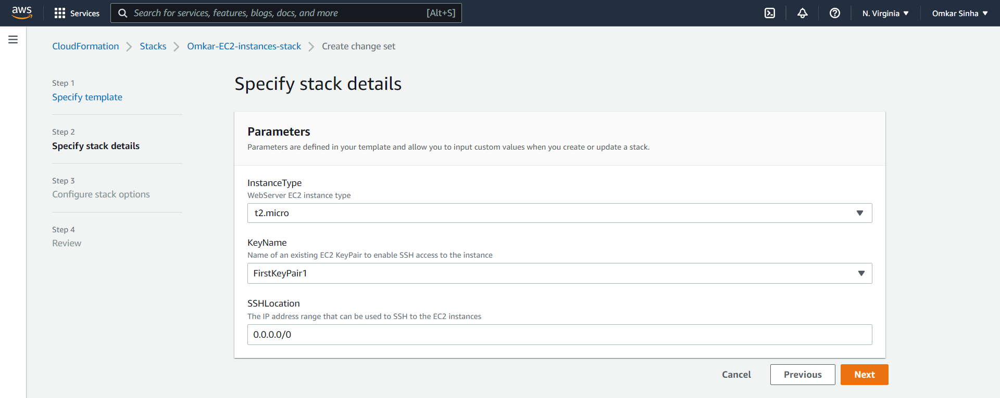 aws Services Search for services, features, blogs, docs, and more [Alt+S] N. Virginia Omkar Sinha
CloudFormation Stacks Omkar-EC2-instances-stack Create change set
Step 1
Specify template
Step 2
Specify stack details
Step 3
Configure stack options
Step 4
Review
Specify stack details
Parameters
Parameters are defined in your template and allow you to input custom values when you create or update a stack.
InstanceType
WebServer EC2 instance type
t2.micro
KeyName
Name of an existing EC2 KeyPair to enable SSH access to the instance
FirstKeyPair1
SSHLocation
The IP address range that can be used to SSH to the EC2 instances
0.0.0.0/0
Cancel Previous Next